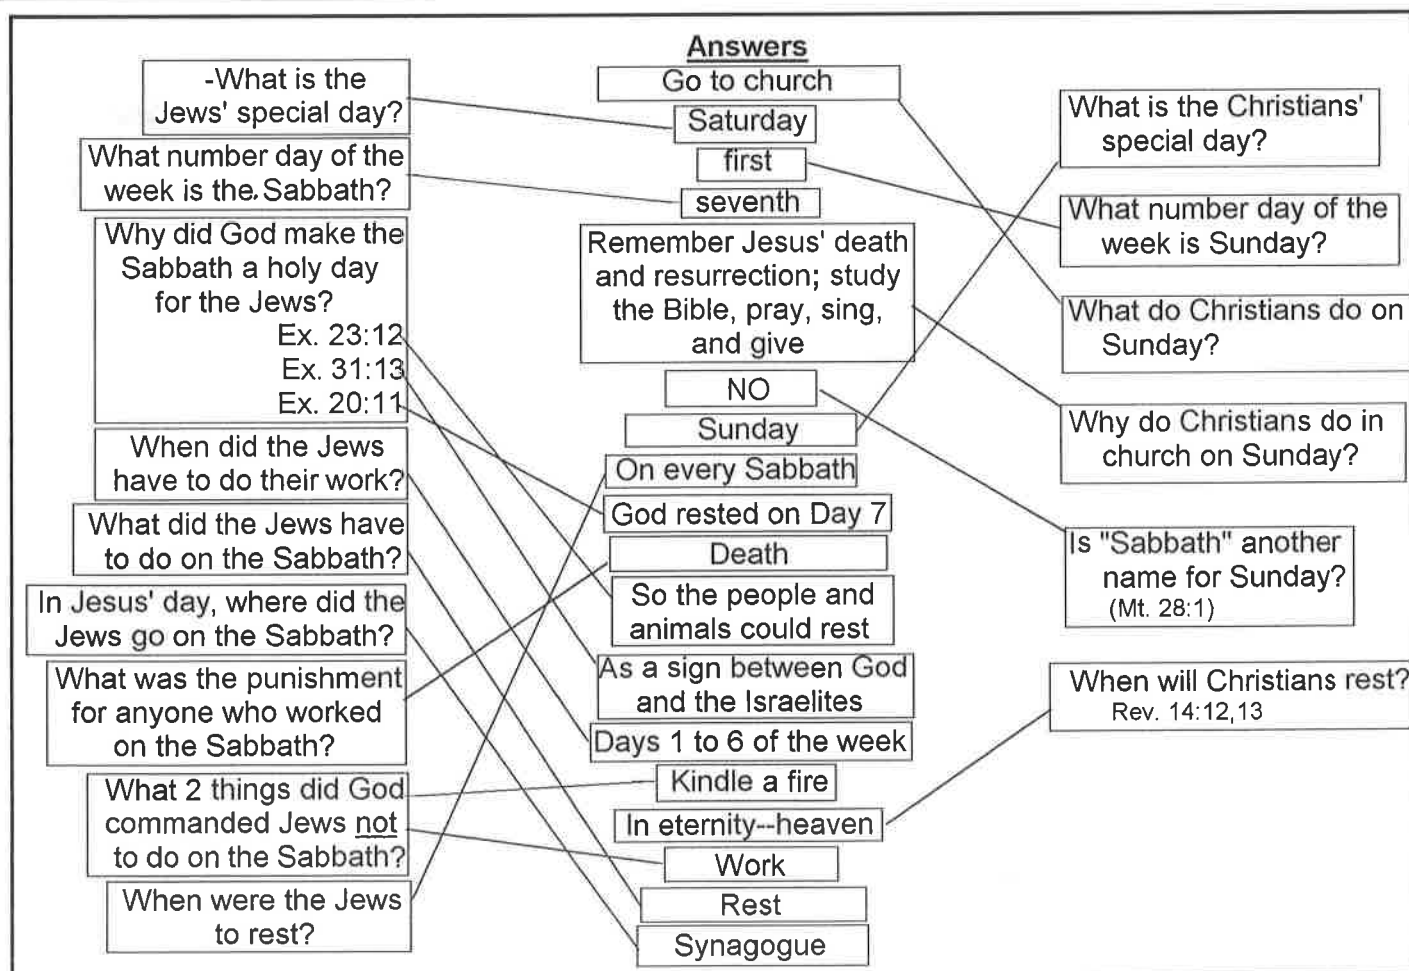 Answers
-What is the
Jews' special day?
What number day of the
week is the. Sabbath?
Why did God make the
Sabbath a holy day
for the Jews?
Ex. 23:12
Ex. 31:13
Ex. 20:11
When did the Jews
have to do their work?
What did the Jews have
to do on the Sabbath?
In Jesus' day, where did the
Jews go on the Sabbath?
What was the punishment
for anyone who worked
on the Sabbath?
What 2 things did God
commanded Jews not
to do on the Sabbath?
When were the Jews
to rest?
Go to church
Saturday
first
seventh
Remember Jesus' death
and resurrection; study
the Bible, pray, sing,
and give
NO
Sunday
On every Sabbath
God rested on Day 7
Death
So the people and
animals could rest
As a sign between God
and the Israelites
Days 1 to 6 of the week
Kindle a fire
In eternity--heaven
Work
Rest
Synagogue
What is the Christians'
special day?
What number day of the
week is Sunday?
What do Christians do on
Sunday?
Why do Christians do in
church on Sunday?
Is "Sabbath" another
name for Sunday?
(Mt. 28:1)
When will Christians rest?
Rev. 14:12,13